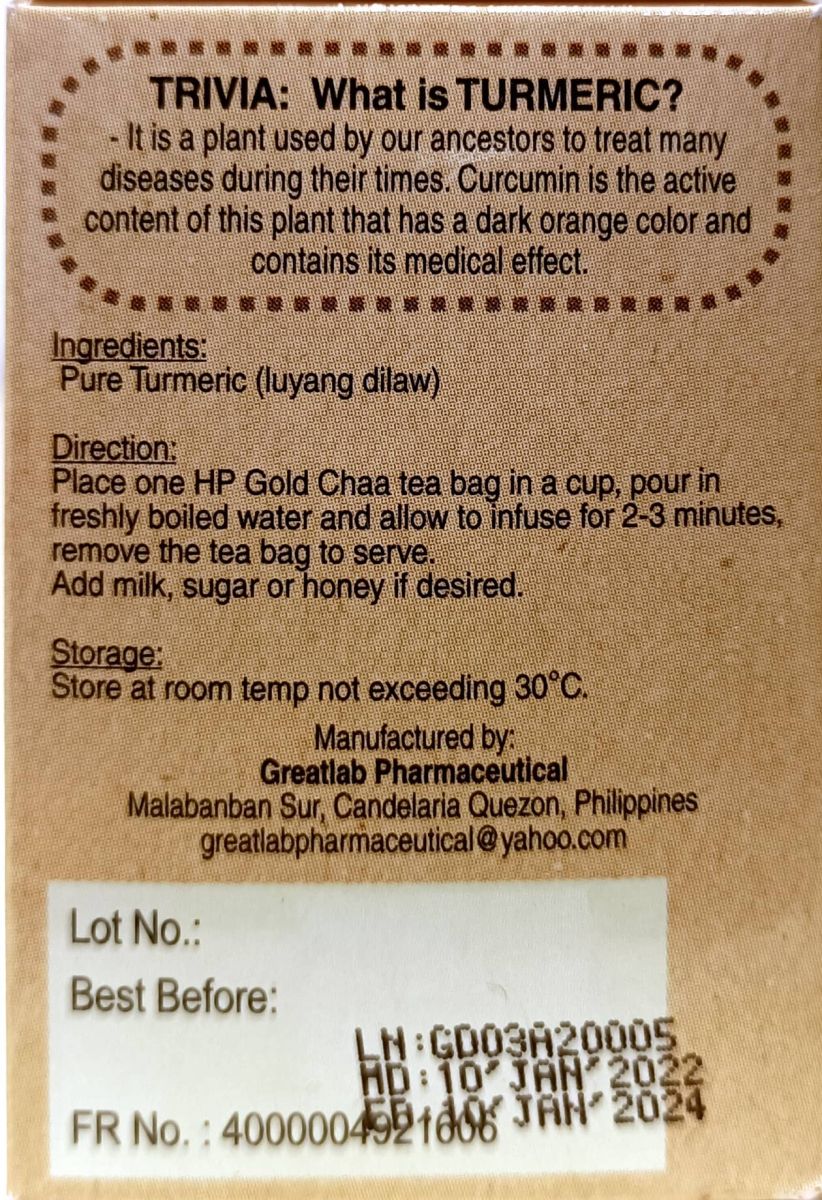 TRIVIA: What is TURMERIC?
- It is a plant used by our ancestors to treat many
diseases during their times. Curcumin is the active
content of this plant that has a dark orange color and
contains its medical effect.
Ingredients:
Pure Turmeric (luyang dilaw)
Direction:
Place one HP Gold Chaa tea bag in a cup, pour in
freshly boiled water and allow to infuse for 2-3 minutes,
remove the tea bag to serve.
Add milk, sugar or honey if desired.
Storage:
Store at room temp not exceeding 30°C.
Manufactured by:
Greatlab Pharmaceutical
Malabanban Sur, Candelaria Quezon, Philippines
greatlabpharmaceutical@yahoo.com
Lot No.:
Best Before:
LN:GD03A20005
MD:10'JAN'2022
ED:10'JAN'2024
FR No. : 4000004921606